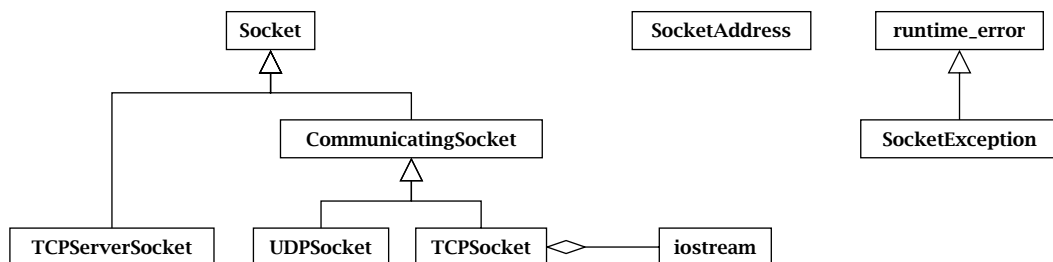 Socket
SocketAddress
runtime_error
CommunicatingSocket
SocketException
TCPServerSocket
UDPSocket
TCPSocket
iostream